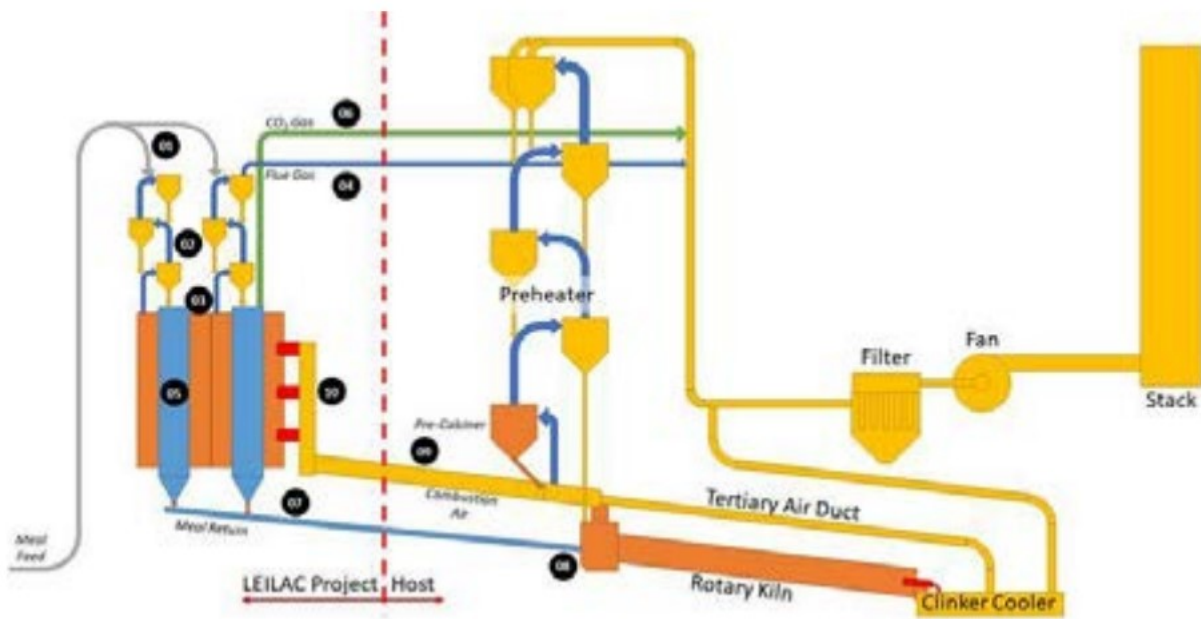 01
CO₂ Gas
06
Flue Gas
04
02
03
Preheater
05
10
Pre-Calciner
09
Combustion
Air
07
Meal Return
Meal
Feed
08
Tertiary Air Duct
Rotary Kiln
Clinker Cooler
Filter
Fan
Stack
LEILAC Project
Host